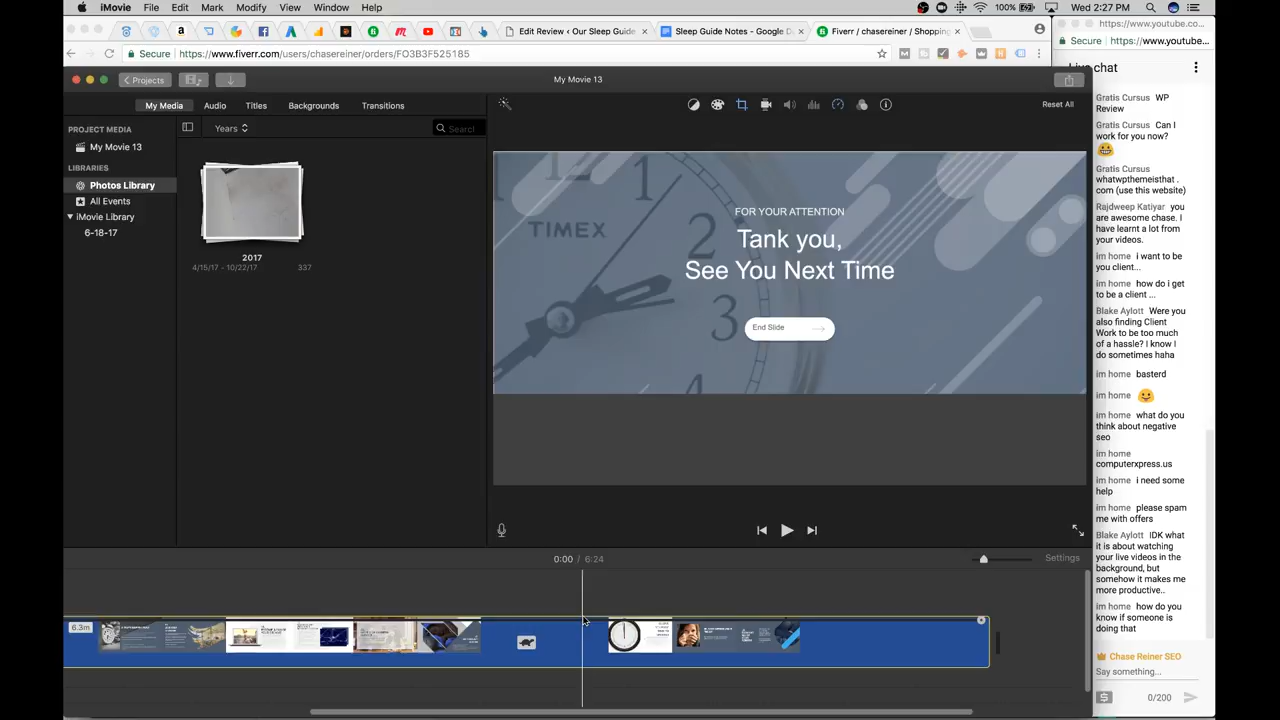 iMovie File Edit Mark Modify View Window Help
100% Wed 2:27 PM
Edit Review ‹ Our Sleep Guide
Sleep Guide Notes - Google D
Fiverr / chasereiner / Shopping
Secure https://www.fiverr.com/users/chasereiner/orders/FO3B3F525185
https://www.youtube.co...
Secure https://www.youtube...
Projects
My Movie 13
My Media Audio Titles Backgrounds Transitions
Reset All
PROJECT MEDIA
My Movie 13
LIBRARIES
Photos Library
All Events
iMovie Library
6-18-17
Years
Search
2017
4/15/17 - 10/22/17 337
TIMEX
12
1
2
3
4
FOR YOUR ATTENTION
Tank you,
See You Next Time
End Slide
0:00 / 6:24
Settings
6.3m
Live chat
Gratis Cursus WP
Review
Gratis Cursus Can I
work for you now?
Gratis Cursus
whatwpthemeisthat .
com (use this website)
Rajdweep Katiyar you
are awesome chase. I
have learnt a lot from
your videos.
im home i want to be
you client...
im home how do i get
to be a client ...
Blake Aylott Were you
also finding Client
Work to be too much
of a hassle? I know I
do sometimes haha
im home basterd
im home
im home what do you
think about negative
seo
im home
computerxpress.us
im home i need some
help
im home please spam
me with offers
Blake Aylott IDK what
it is about watching
your live videos in the
background, but
somehow it makes me
more productive..
im home how do you
know if someone is
doing that
Chase Reiner SEO
Say something...
0/200